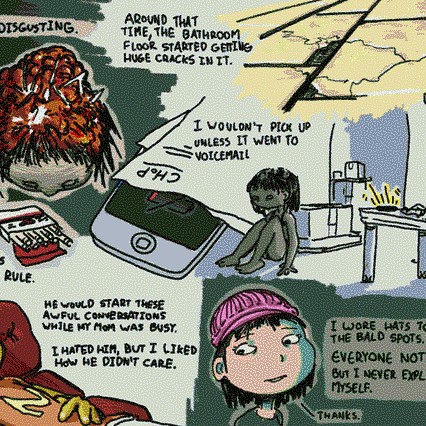 DISGUSTING.
AROUND THAT
TIME, THE BATHROOM
FLOOR STARTED GETTING
HUGE CRACKS IN IT.
I WOULDN'T PICK UP
UNLESS IT WENT TO
VOICEMAIL
RULE.
HE WOULD START THESE
AWFUL CONVERSATIONS
WHILE MY MOM WAS BUSY.
I HATED HIM, BUT I LIKED
HOW HE DIDN'T CARE.
I WORE HATS TO
THE BALD SPOTS.
EVERYONE NOT
BUT I NEVER EXPL
MYSELF.
THANKS.